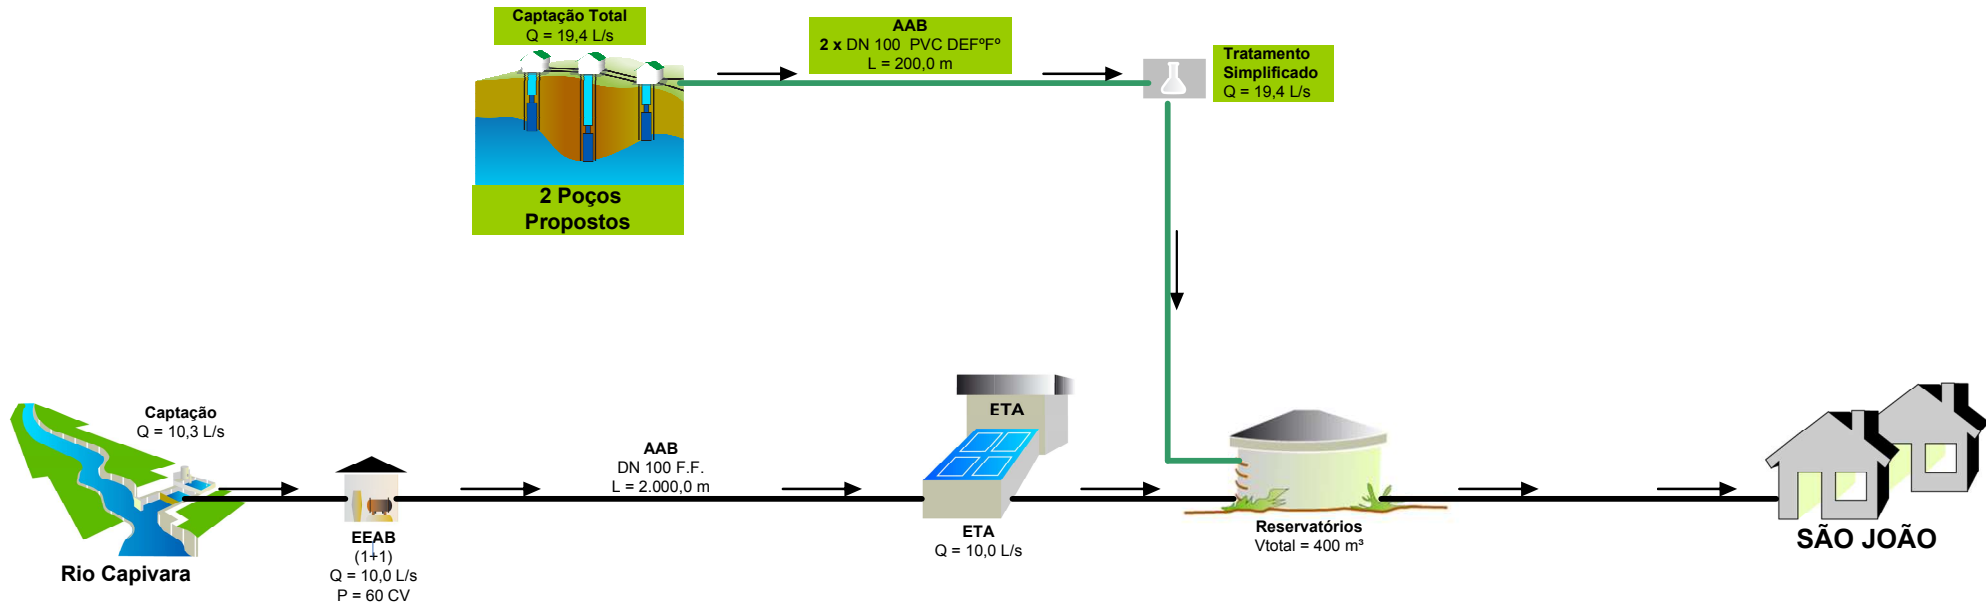 Captação Total
Q = 19,4 L/s
AAB
2 x DN 100 PVC DEFºFº
L = 200,0 m
Tratamento
Simplificado
Q = 19,4 L/s
2 Poços
Propostos
Captação
Q = 10,3 L/s
Rio Capivara
EEAB
(1+1)
Q = 10,0 L/s
P = 60 CV
AAB
DN 100 F.F.
L = 2.000,0 m
ETA
ETA
Q = 10,0 L/s
Reservatórios
Vtotal = 400 m³
SÃO JOÃO